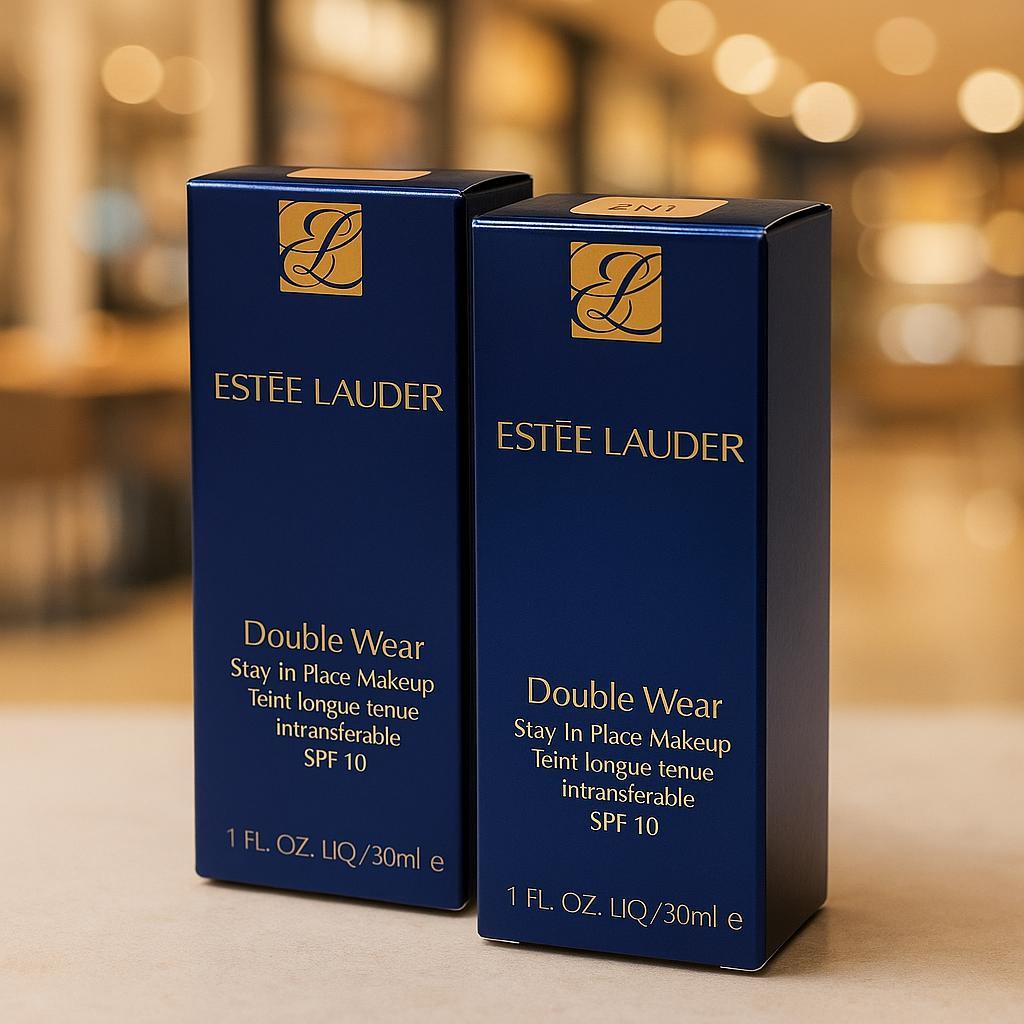 ESTĒE LAUDER
Double Wear
Stay in Place Makeup
Teint longue tenue
intransferable
SPF 10
1 FL. OZ. LIQ/30ml e
2N1
ESTĒE LAUDER
Double Wear
Stay In Place Makeup
Teint longue tenue
intransferable
SPF 10
1 FL. OZ. LIQ/30ml e